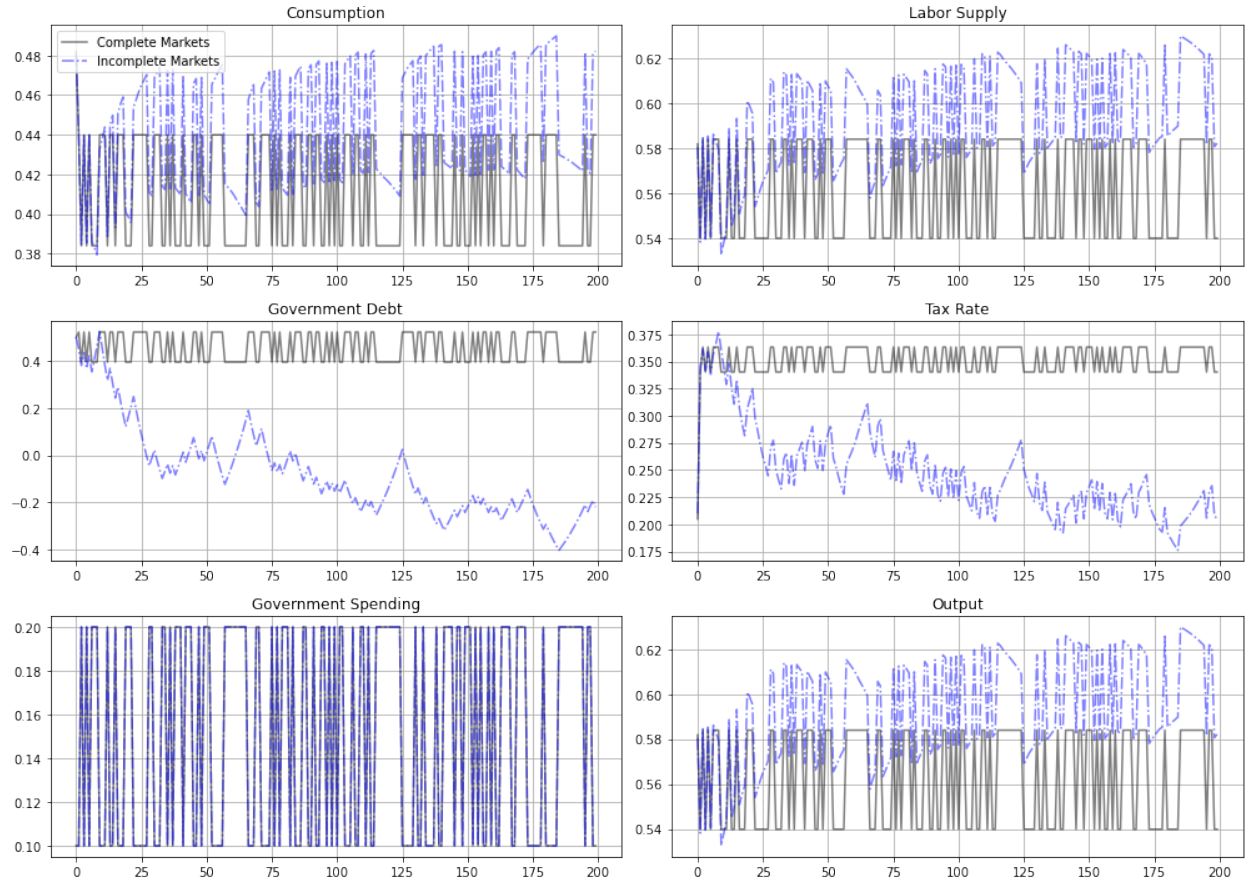 Consumption
Complete Markets
Incomplete Markets
0.48
0.46
0.44
0.42
0.40
0.38
0 25 50 75 100 125 150 175 200
Labor Supply
0.62
0.60
0.58
0.56
0.54
0 25 50 75 100 125 150 175 200
Government Debt
0.4
0.2
0.0
−0.2
−0.4
0 25 50 75 100 125 150 175 200
Tax Rate
0.375
0.350
0.325
0.300
0.275
0.250
0.225
0.200
0.175
0 25 50 75 100 125 150 175 200
Government Spending
0.20
0.18
0.16
0.14
0.12
0.10
0 25 50 75 100 125 150 175 200
Output
0.62
0.60
0.58
0.56
0.54
0 25 50 75 100 125 150 175 200